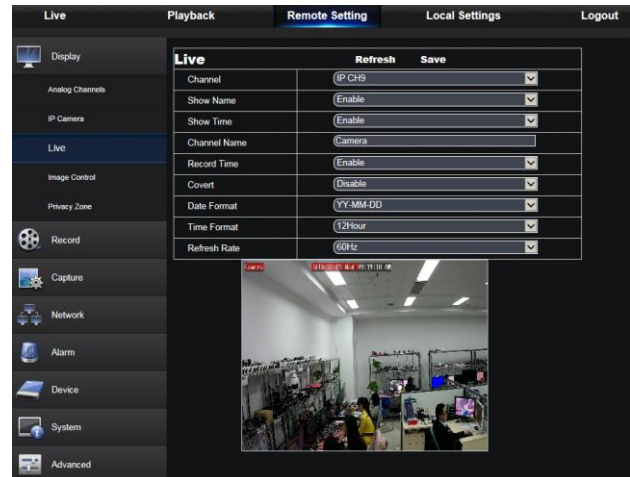 Live Playback Remote Setting Local Settings Logout
Display
Analog Channels
IP Camera
Live
Image Control
Privacy Zone
Record
Capture
Network
Alarm
Device
System
Advanced
Live Refresh Save
Channel IP CH9
Show Name Enable
Show Time Enable
Channel Name Camera
Record Time Enable
Covert Disable
Date Format YY-MM-DD
Time Format 12Hour
Refresh Rate 60Hz
Camera